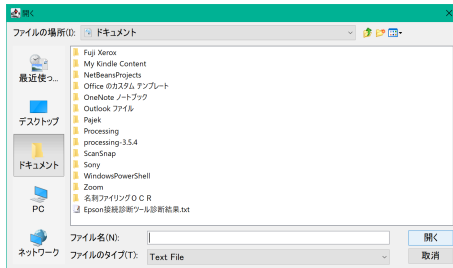 開く
ファイルの場所(I): ドキュメント
最近使っ...
デスクトップ
ドキュメント
PC
ネットワーク
Fuji Xerox
My Kindle Content
NetBeansProjects
Office のカスタム テンプレート
OneNote ノートブック
Outlook ファイル
Pajek
Processing
processing-3.5.4
ScanSnap
Sony
WindowsPowerShell
Zoom
名刺ファイリングＯＣＲ
Epson接続診断ツール診断結果.txt
ファイル名(N): 開く
ファイルのタイプ(T): Text File 取消